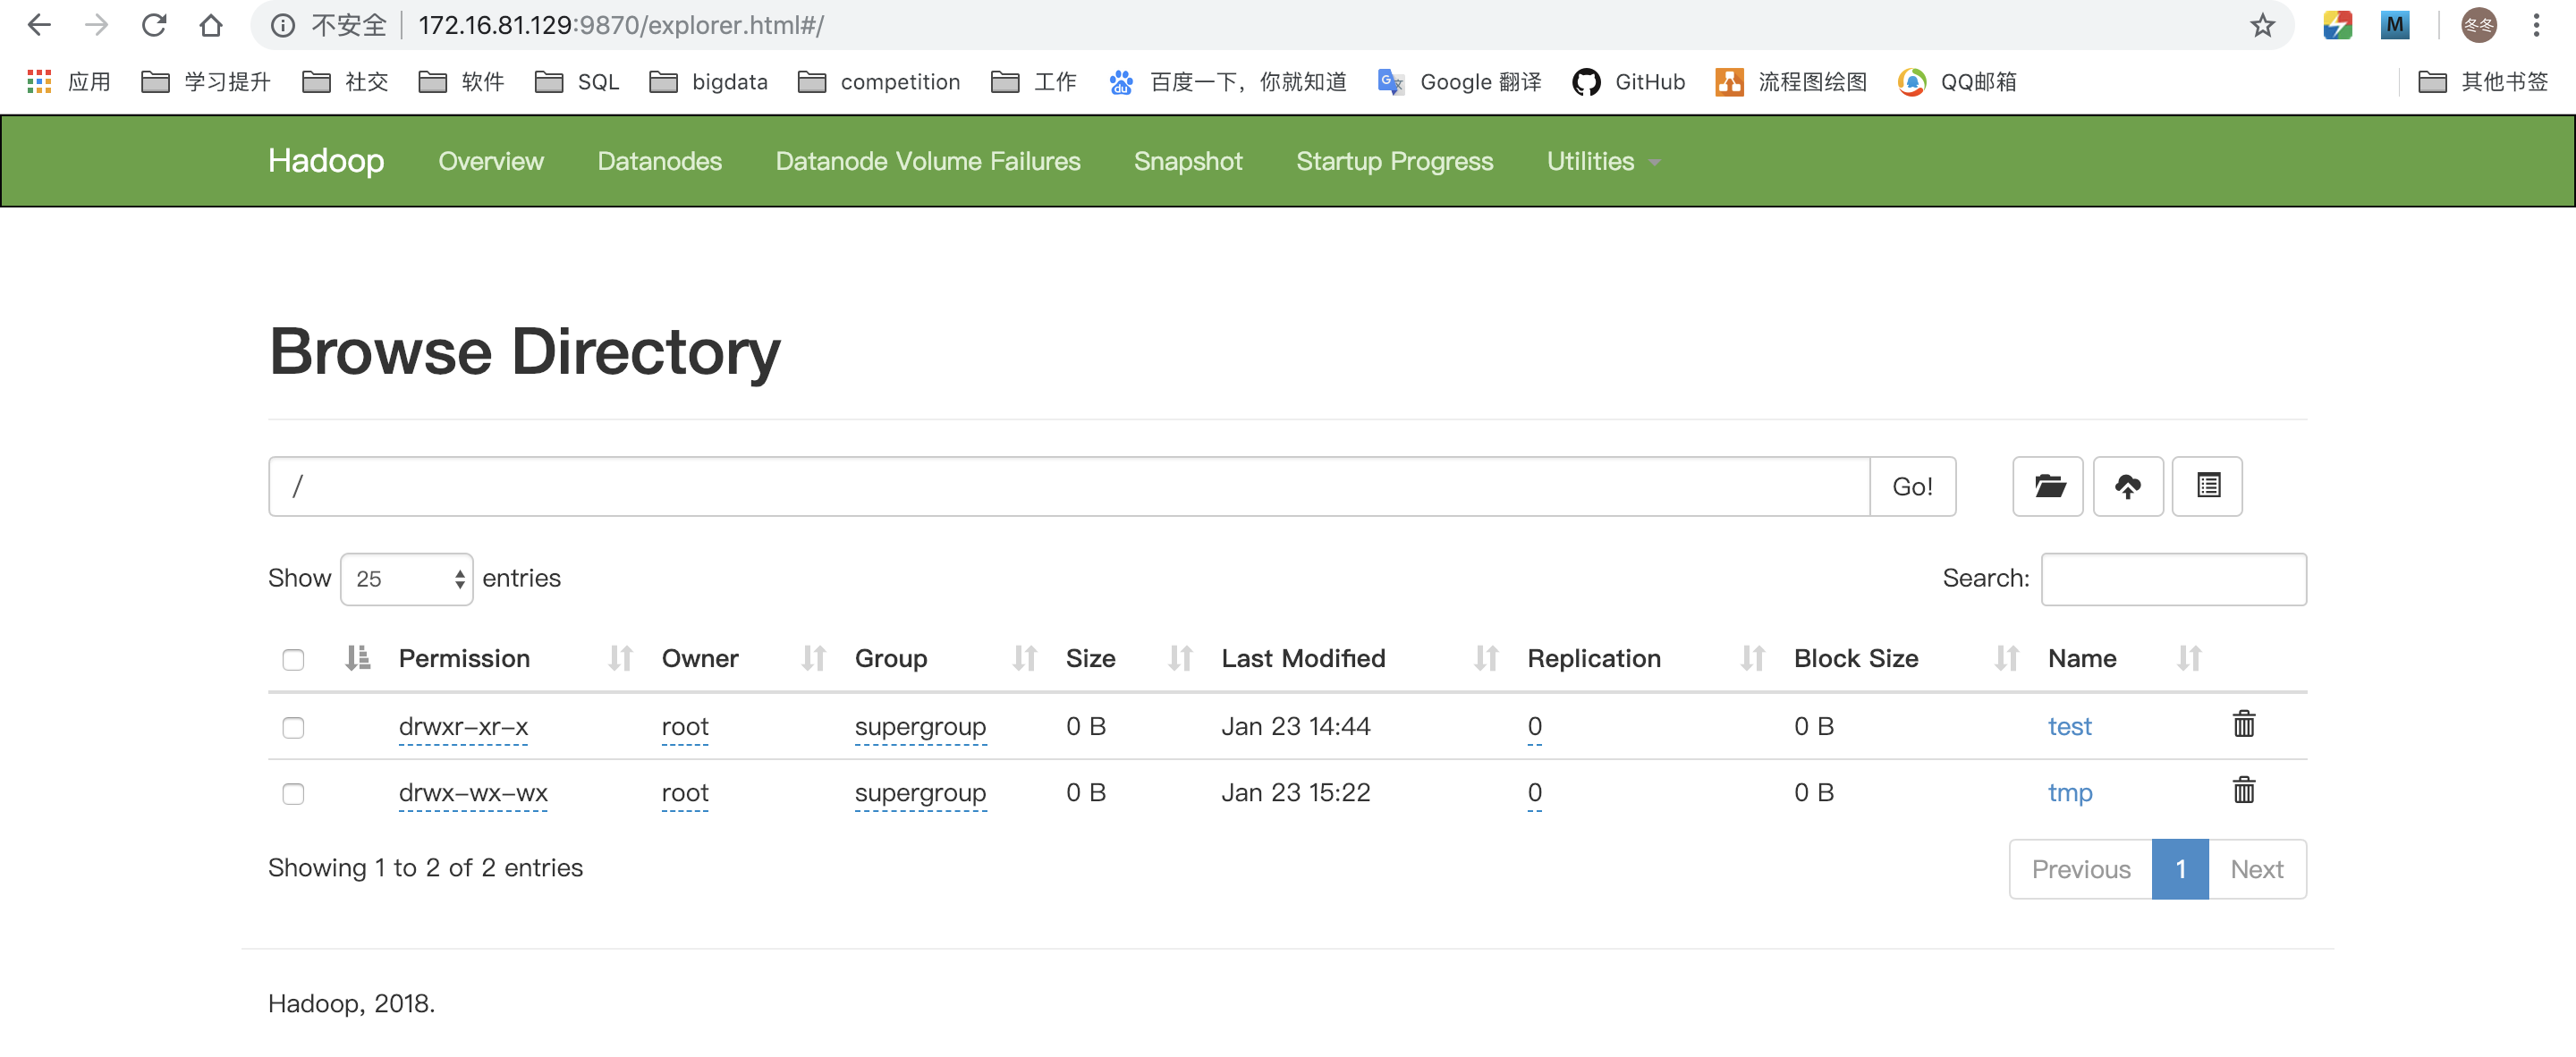 不安全 172.16.81.129:9870/explorer.html#/ M 冬冬
应用 学习提升 社交 软件 SQL bigdata competition 工作 du 百度一下，你就知道 G 文 Google 翻译 GitHub 流程图绘图 QQ邮箱 其他书签
Hadoop Overview Datanodes Datanode Volume Failures Snapshot Startup Progress Utilities
Browse Directory
/ Go!
Show 25 entries Search:
Permission Owner Group Size Last Modified Replication Block Size Name
drwxr-xr-x root supergroup 0 B Jan 23 14:44 0 0 B test
drwx-wx-wx root supergroup 0 B Jan 23 15:22 0 0 B tmp
Showing 1 to 2 of 2 entries Previous 1 Next
Hadoop, 2018.